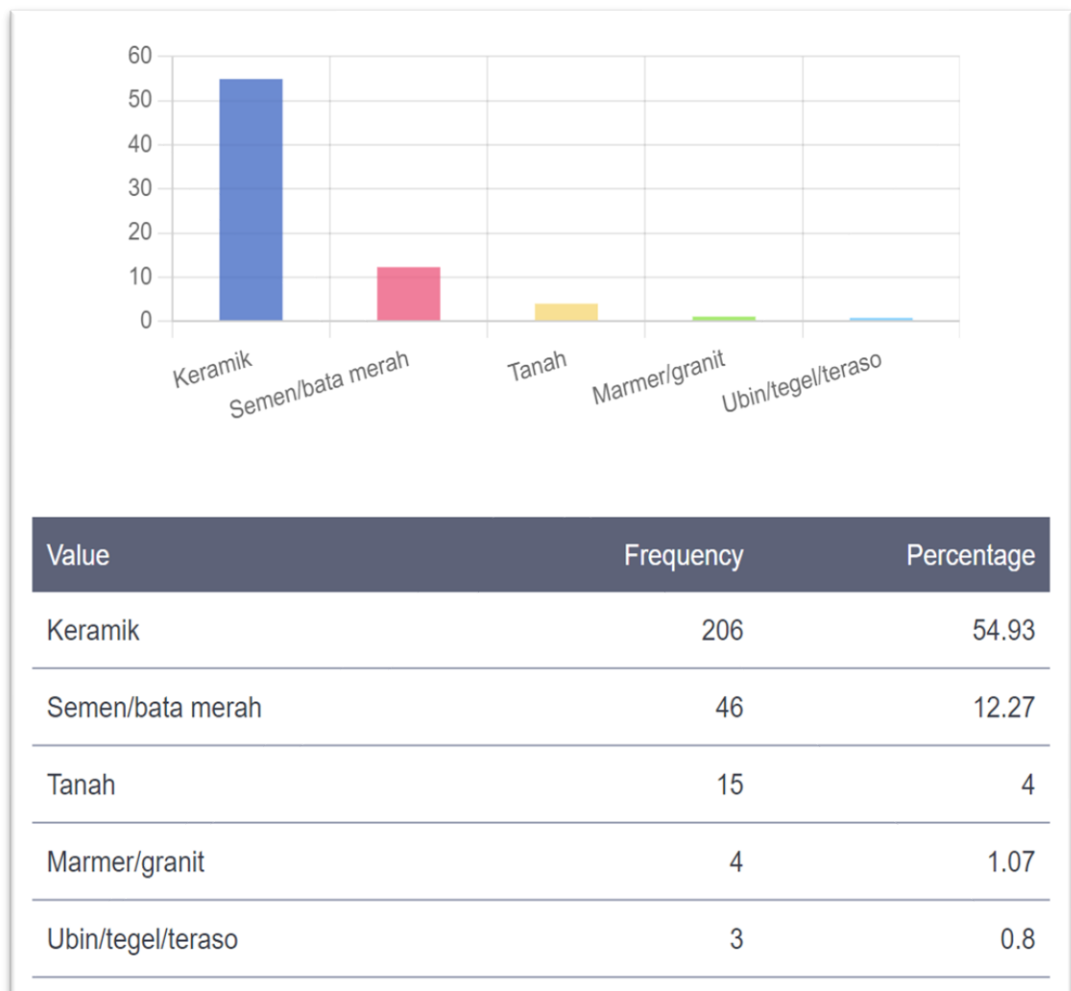 60
50
40
30
20
10
0
Keramik
Semen/bata merah
Tanah
Marmer/granit
Ubin/tegel/teraso
Value Frequency Percentage
Keramik 206 54.93
Semen/bata merah 46 12.27
Tanah 15 4
Marmer/granit 4 1.07
Ubin/tegel/teraso 3 0.8